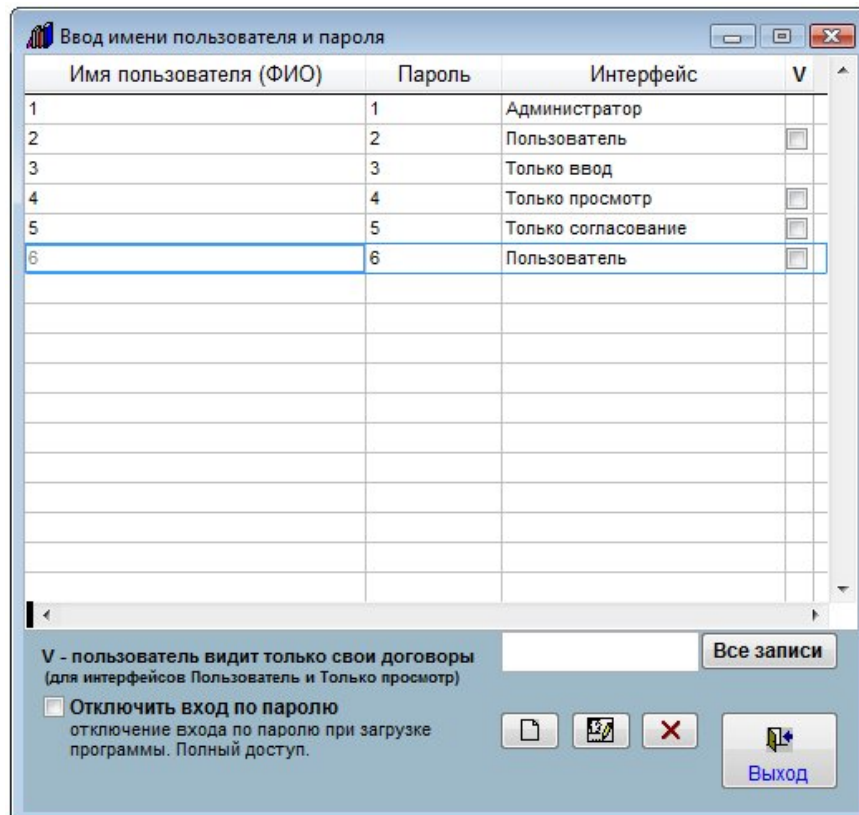 Ввод имени пользователя и пароля
Имя пользователя (ФИО) Пароль Интерфейс V
1 1 Администратор
2 2 Пользователь
3 3 Только ввод
4 4 Только просмотр
5 5 Только согласование
6 6 Пользователь
V - пользователь видит только свои договоры
(для интерфейсов Пользователь и Только просмотр)
Все записи
Отключить вход по паролю
отключение входа по паролю при загрузке
программы. Полный доступ.
Выход